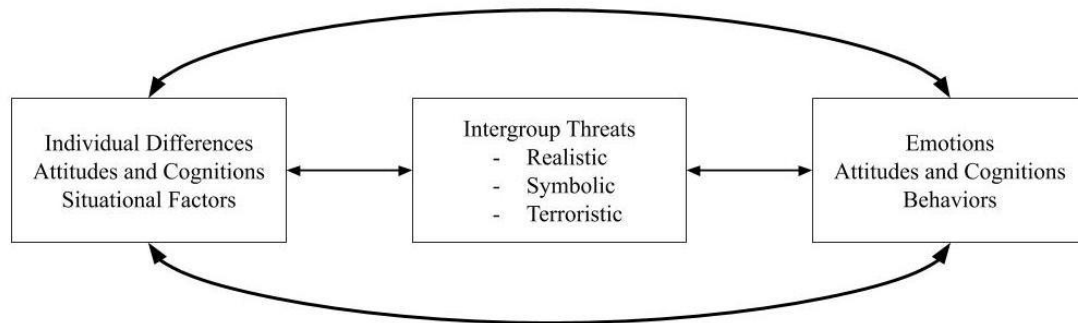 Individual Differences
Attitudes and Cognitions
Situational Factors
Intergroup Threats
- Realistic
- Symbolic
- Terroristic
Emotions
Attitudes and Cognitions
Behaviors